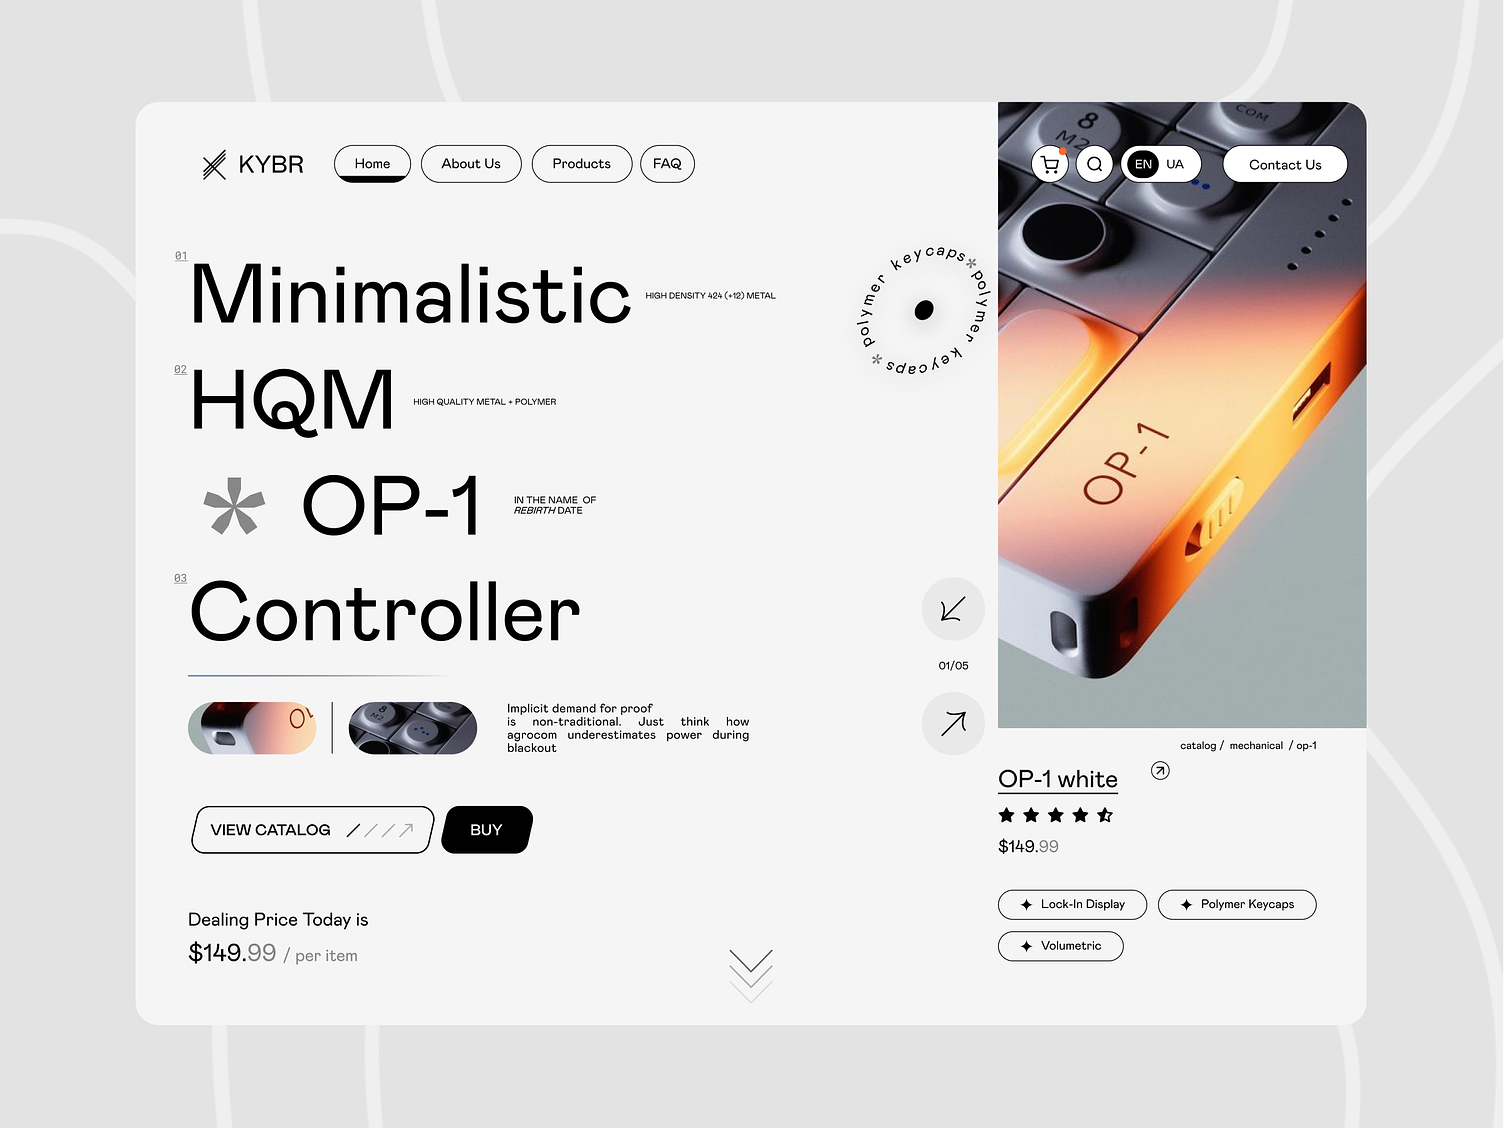 KYBR
Home
About Us
Products
FAQ
EN
UA
Contact Us
01
Minimalistic
HIGH DENSITY 424 (+12) METAL
02
HQM
HIGH QUALITY METAL + POLYMER
* OP-1
IN THE NAME OF
REBIRTH DATE
03
Controller
Polymer keycaps*polymer keycaps*
01/05
Implicit demand for proof
is non-traditional. Just think how
agrocom underestimates power during
blackout
VIEW CATALOG
BUY
Dealing Price Today is
$149.99 / per item
8
M2
COM
OP-1
catalog / mechanical / op-1
OP-1 white
$149.99
Lock-In Display
Polymer Keycaps
Volumetric